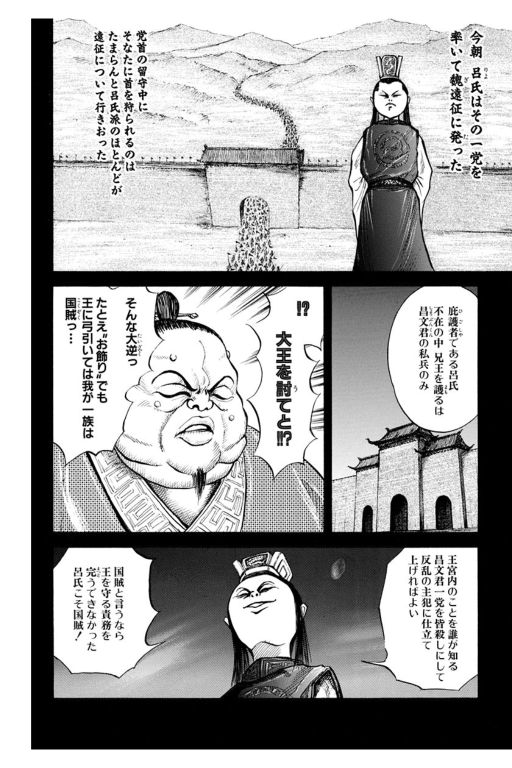 今朝 呂氏はその一党を
率いて魏遠征に発った
党首の留守中に
そなたに首を狩られるのは
たまらんと呂氏派のほとんどが
遠征について行きおった
庇護者である呂氏
不在の中 兄王を護るは
昌文君の私兵のみ
!?
大王を討てと!!?
そんな大逆っ
たとえ“お飾り”でも
王に弓引いては我が一族は
国賊っ…
王宮内のことを誰が知る
昌文君一党を皆殺しにして
反乱の主犯に仕立て
上げればよい
国賊と言うなら
王を守る責務を
完うできなかった
呂氏こそ国賊!